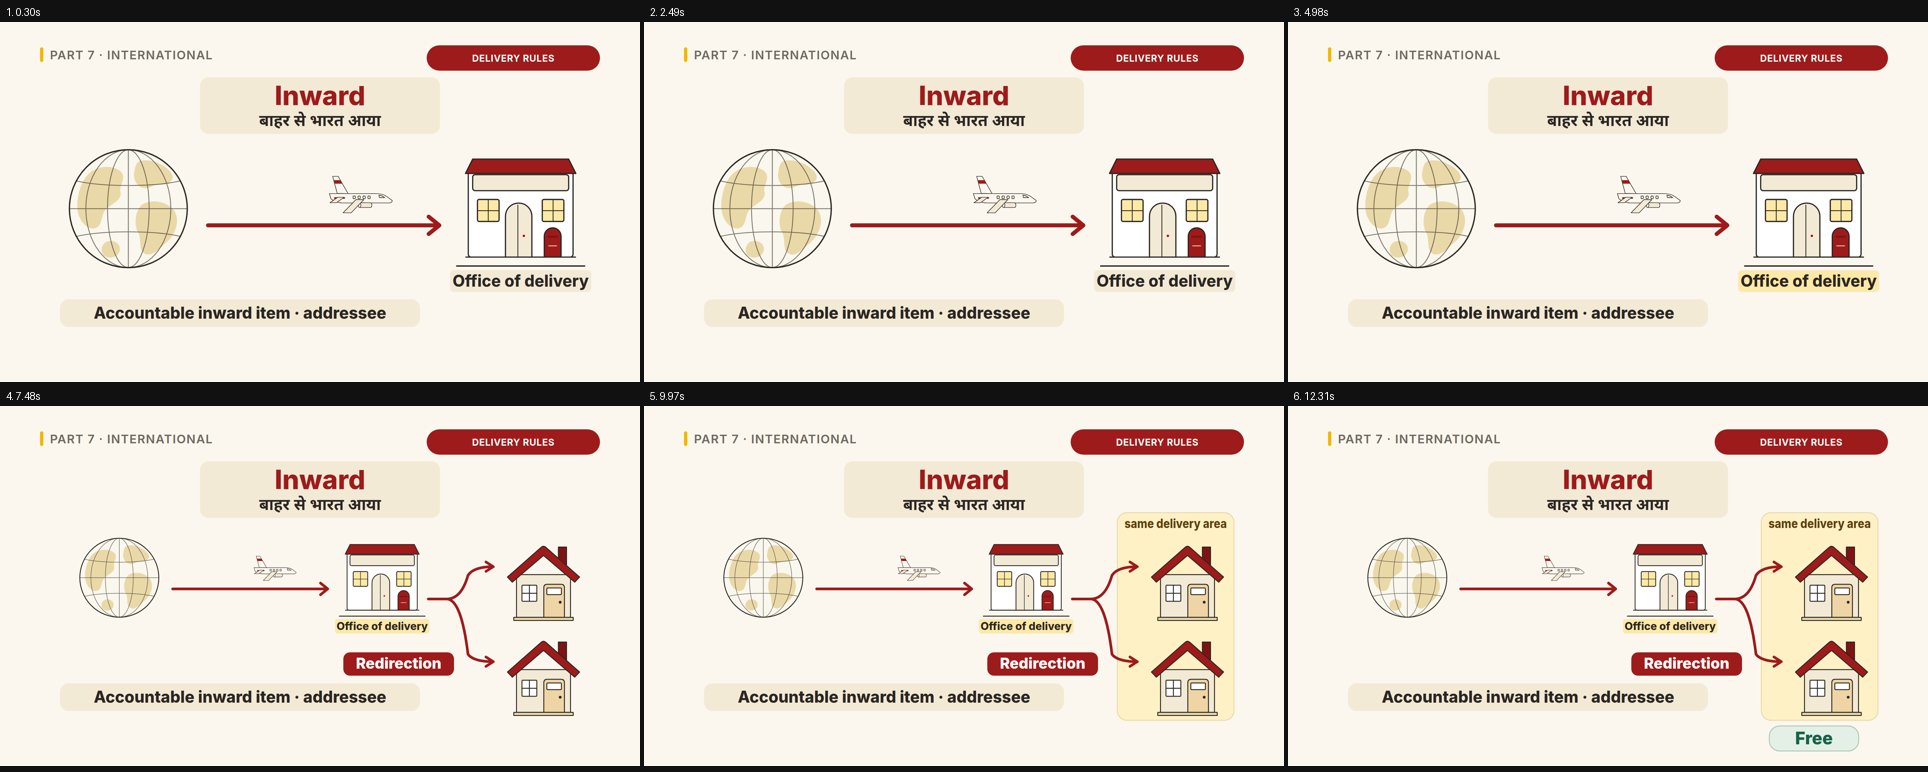 1. 0.30s
PART 7 · INTERNATIONAL
DELIVERY RULES
Inward
बाहर से भारत आया
Office of delivery
Accountable inward item · addressee
2. 2.49s
PART 7 · INTERNATIONAL
DELIVERY RULES
Inward
बाहर से भारत आया
Office of delivery
Accountable inward item · addressee
3. 4.98s
PART 7 · INTERNATIONAL
DELIVERY RULES
Inward
बाहर से भारत आया
Office of delivery
Accountable inward item · addressee
4. 7.48s
PART 7 · INTERNATIONAL
DELIVERY RULES
Inward
बाहर से भारत आया
Office of delivery
Redirection
Accountable inward item · addressee
5. 9.97s
PART 7 · INTERNATIONAL
DELIVERY RULES
Inward
बाहर से भारत आया
same delivery area
Office of delivery
Redirection
Accountable inward item · addressee
6. 12.31s
PART 7 · INTERNATIONAL
DELIVERY RULES
Inward
बाहर से भारत आया
same delivery area
Office of delivery
Redirection
Accountable inward item · addressee
Free